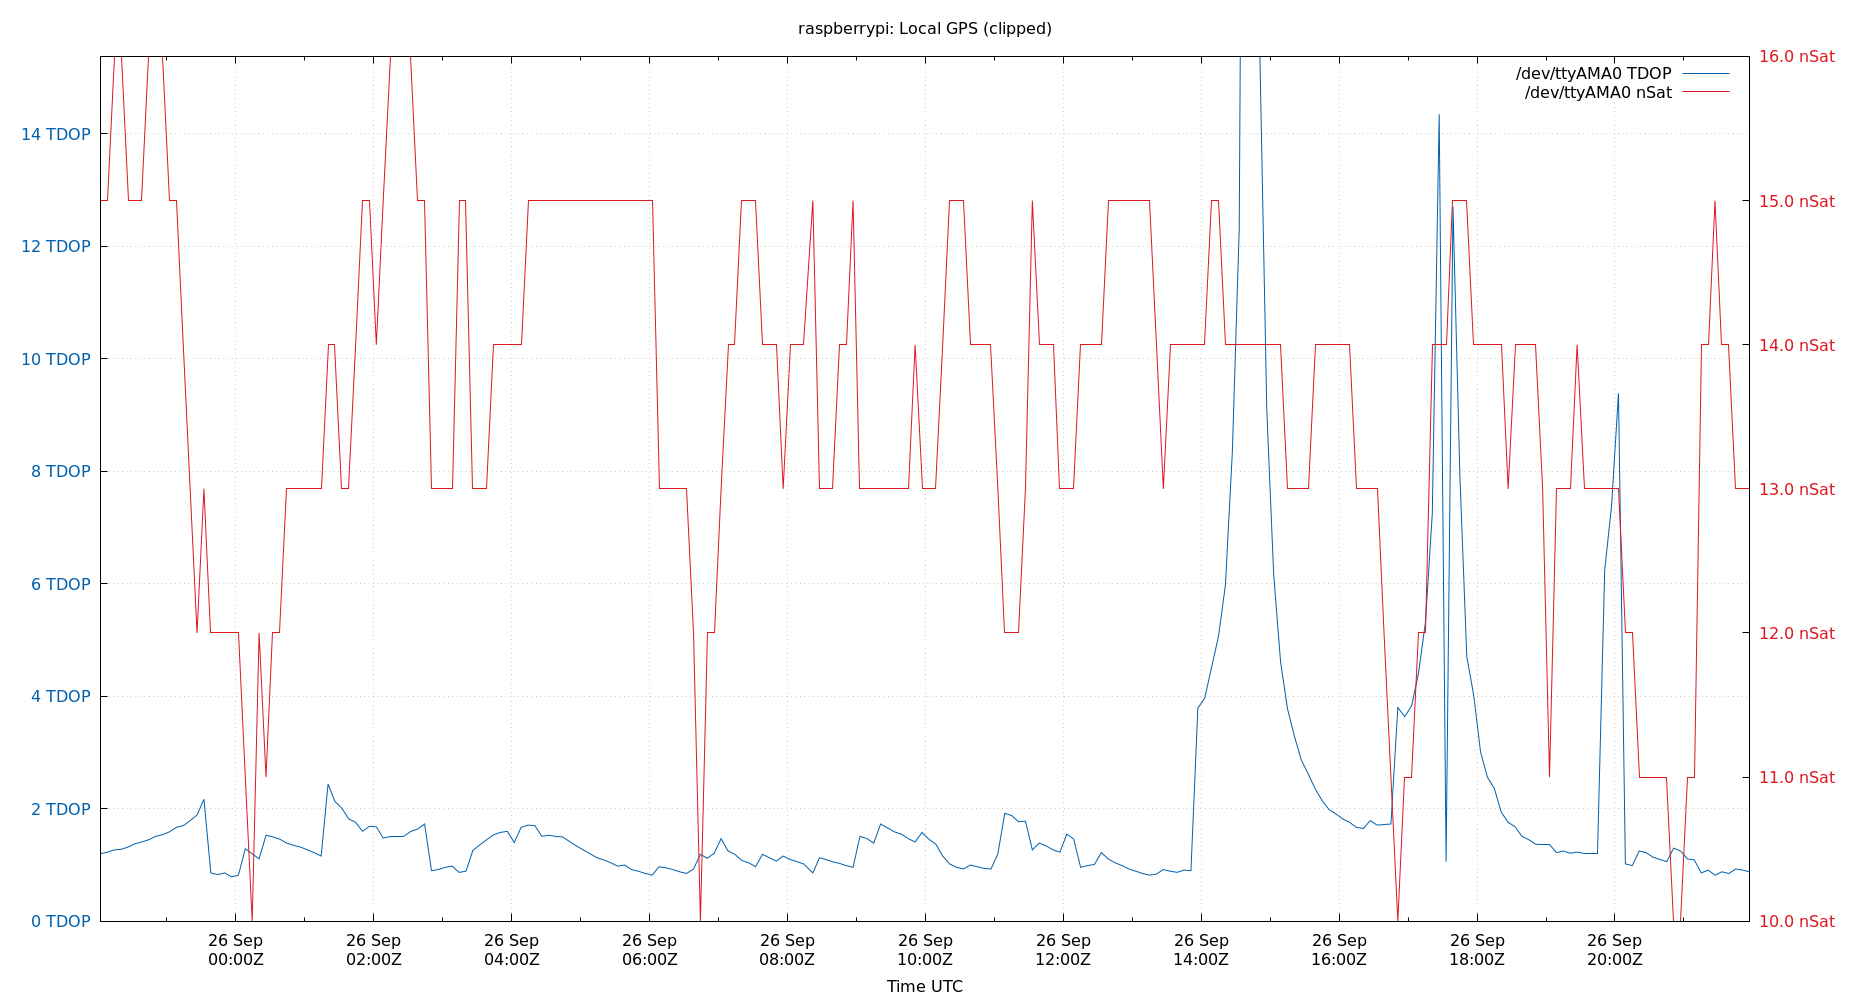 raspberrypi: Local GPS (clipped)
/dev/ttyAMA0 TDOP
/dev/ttyAMA0 nSat
14 TDOP
12 TDOP
10 TDOP
8 TDOP
6 TDOP
4 TDOP
2 TDOP
0 TDOP
16.0 nSat
15.0 nSat
14.0 nSat
13.0 nSat
12.0 nSat
11.0 nSat
10.0 nSat
26 Sep 26 Sep 26 Sep 26 Sep 26 Sep 26 Sep 26 Sep 26 Sep 26 Sep 26 Sep 26 Sep
00:00Z 02:00Z 04:00Z 06:00Z 08:00Z 10:00Z 12:00Z 14:00Z 16:00Z 18:00Z 20:00Z
Time UTC